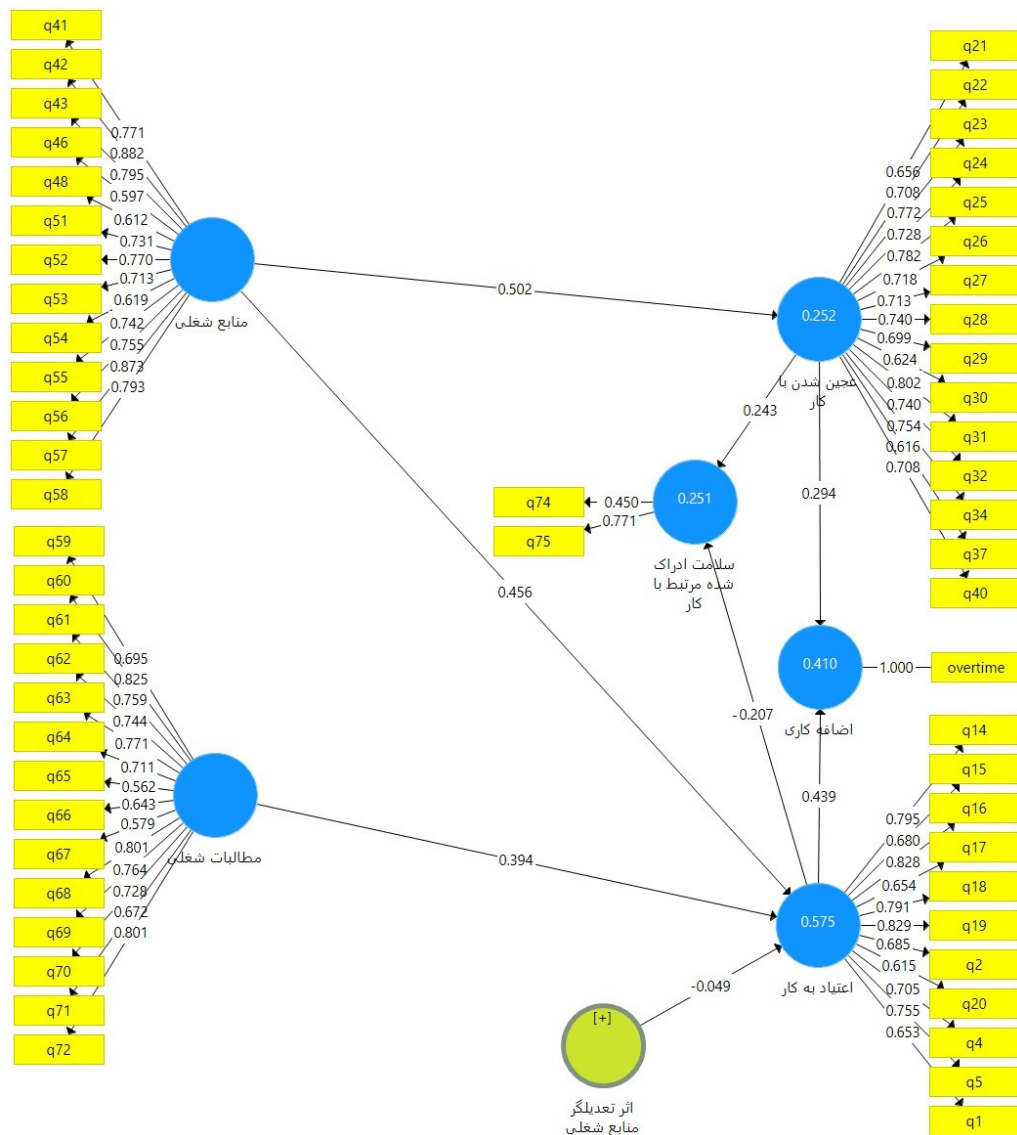 q41
q42
q43
q46
q48
q51
q52
q53
q54
q55
q56
q57
q58
0.771
0.882
0.795
0.597
0.612
0.731
0.770
0.713
0.619
0.742
0.755
0.873
0.793
منابع شغلی
0.502
0.456
q59
q60
q61
q62
q63
q64
q65
q66
q67
q68
q69
q70
q71
q72
0.695
0.825
0.759
0.744
0.771
0.711
0.562
0.643
0.579
0.801
0.764
0.728
0.672
0.801
مطالبات شغلی
0.394
q74
q75
0.450
0.771
0.251
سلامت ادراک
شده مرتبط با
کار
0.243
-0.207
0.252
عجین شدن با
کار
0.294
0.656
0.708
0.772
0.728
0.782
0.718
0.713
0.740
0.699
0.624
0.802
0.740
0.754
0.616
0.708
q21
q22
q23
q24
q25
q26
q27
q28
q29
q30
q31
q32
q34
q37
q40
0.410
اضافه کاری
1.000
overtime
0.439
0.575
اعتیاد به کار
0.795
0.680
0.828
0.654
0.791
0.829
0.685
0.615
0.705
0.755
0.653
q14
q15
q16
q17
q18
q19
q2
q20
q4
q5
q1
-0.049
[+]
اثر تعدیلگر
منابع شغلی